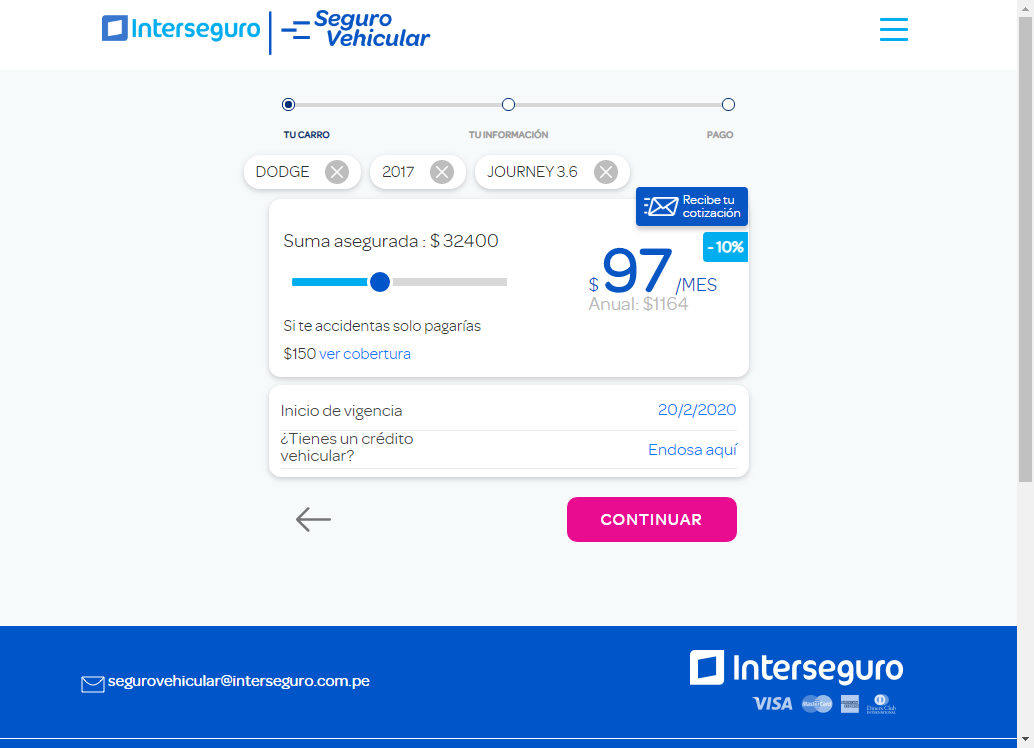 Interseguro
Seguro
Vehicular
TU CARRO
TU INFORMACIÓN
PAGO
DODGE
2017
JOURNEY 3.6
Recibe tu
cotización
Suma asegurada : $ 32400
- 10%
$ 97 /MES
Anual: $1164
Si te accidentas solo pagarías
$150 ver cobertura
Inicio de vigencia
20/2/2020
¿Tienes un crédito
vehicular?
Endosa aquí
CONTINUAR
segurovehicular@interseguro.com.pe
Interseguro
VISA
MasterCard
Diners Club
INTERNATIONAL